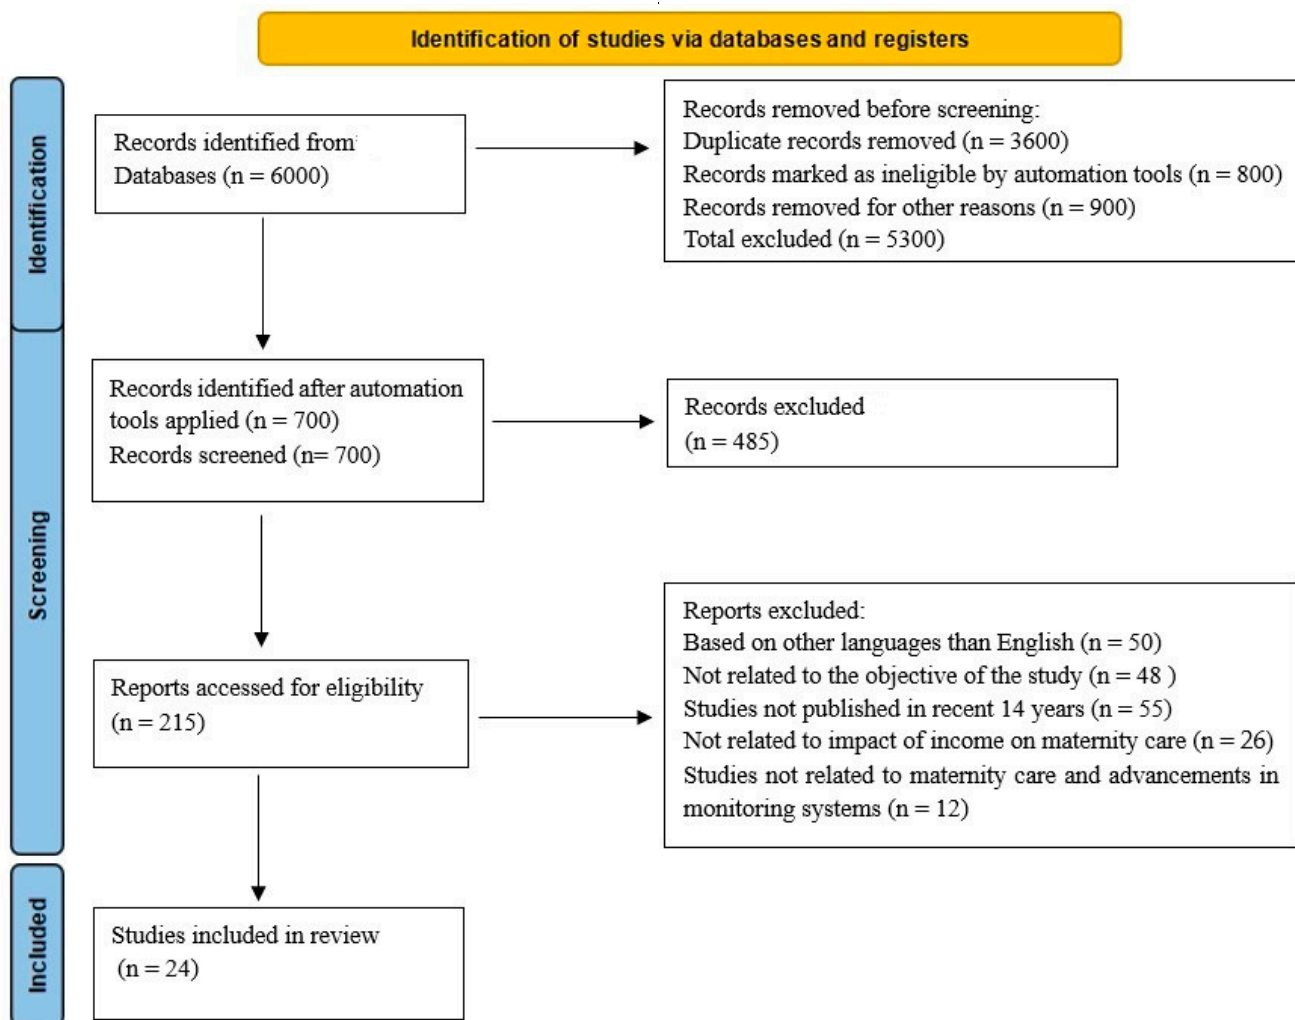 Identification of studies via databases and registers
Identification
Records identified from
Databases (n = 6000)
Records removed before screening:
Duplicate records removed (n = 3600)
Records marked as ineligible by automation tools (n = 800)
Records removed for other reasons (n = 900)
Total excluded (n = 5300)
Screening
Records identified after automation
tools applied (n = 700)
Records screened (n= 700)
Records excluded
(n = 485)
Reports accessed for eligibility
(n = 215)
Reports excluded:
Based on other languages than English (n = 50)
Not related to the objective of the study (n = 48 )
Studies not published in recent 14 years (n = 55)
Not related to impact of income on maternity care (n = 26)
Studies not related to maternity care and advancements in
monitoring systems (n = 12)
Included
Studies included in review
(n = 24)